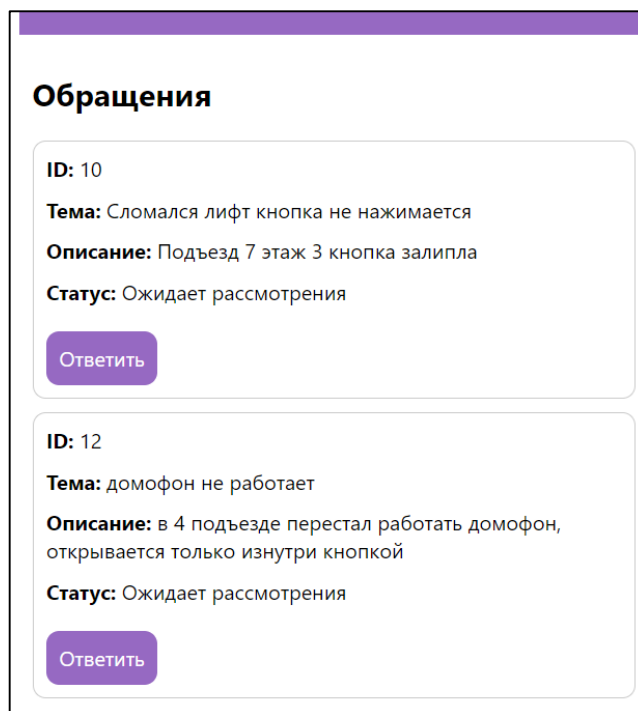 Обращения
ID: 10
Тема: Сломался лифт кнопка не нажимается
Описание: Подъезд 7 этаж 3 кнопка залипла
Статус: Ожидает рассмотрения
Ответить
ID: 12
Тема: домофон не работает
Описание: в 4 подъезде перестал работать домофон,
открывается только изнутри кнопкой
Статус: Ожидает рассмотрения
Ответить